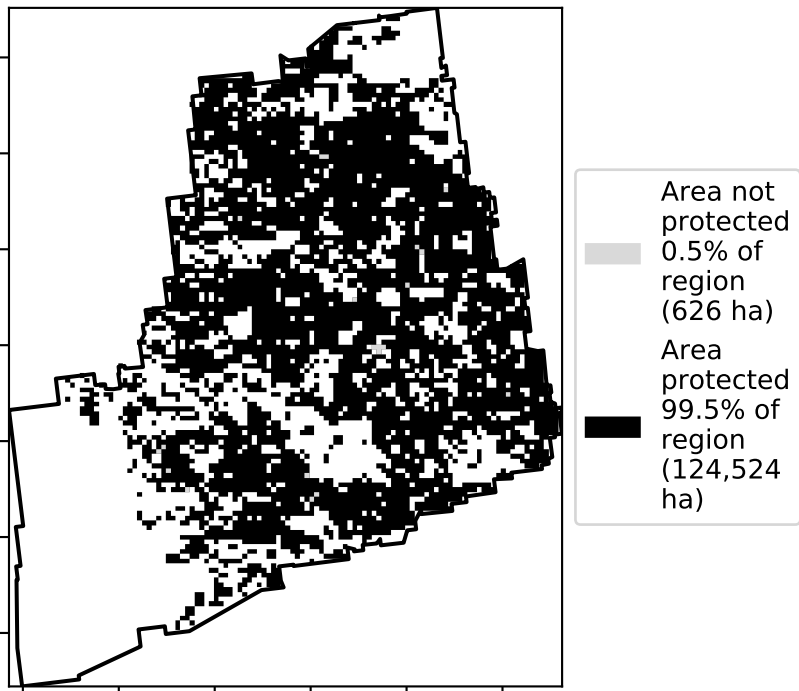 Area not
protected
0.5% of
region
(626 ha)
Area
protected
99.5% of
region
(124,524
ha)